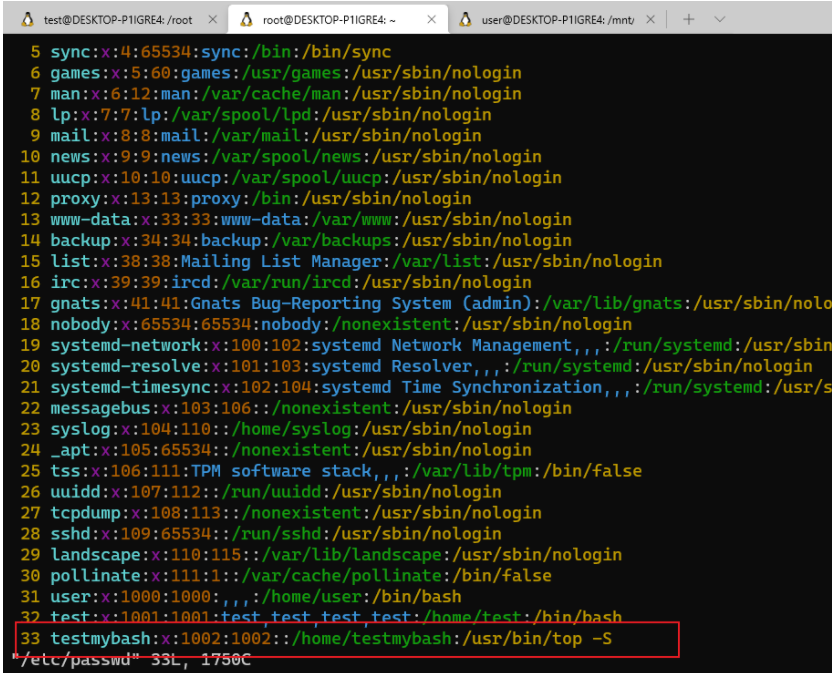 test@DESKTOP-P1IGRE4: /root × root@DESKTOP-P1IGRE4: ~ × user@DESKTOP-P1IGRE4: /mnt/ × +
5 sync:x:4:65534:sync:/bin:/bin/sync
6 games:x:5:60:games:/usr/games:/usr/sbin/nologin
7 man:x:6:12:man:/var/cache/man:/usr/sbin/nologin
8 lp:x:7:7:lp:/var/spool/lpd:/usr/sbin/nologin
9 mail:x:8:8:mail:/var/mail:/usr/sbin/nologin
10 news:x:9:9:news:/var/spool/news:/usr/sbin/nologin
11 uucp:x:10:10:uucp:/var/spool/uucp:/usr/sbin/nologin
12 proxy:x:13:13:proxy:/bin:/usr/sbin/nologin
13 www-data:x:33:33:www-data:/var/www:/usr/sbin/nologin
14 backup:x:34:34:backup:/var/backups:/usr/sbin/nologin
15 list:x:38:38:Mailing List Manager:/var/list:/usr/sbin/nologin
16 irc:x:39:39:ircd:/var/run/ircd:/usr/sbin/nologin
17 gnats:x:41:41:Gnats Bug-Reporting System (admin):/var/lib/gnats:/usr/sbin/nolo
18 nobody:x:65534:65534:nobody:/nonexistent:/usr/sbin/nologin
19 systemd-network:x:100:102:systemd Network Management,,,:/run/systemd:/usr/sbin
20 systemd-resolve:x:101:103:systemd Resolver,,,:/run/systemd:/usr/sbin/nologin
21 systemd-timesync:x:102:104:systemd Time Synchronization,,,:/run/systemd:/usr/s
22 messagebus:x:103:106::/nonexistent:/usr/sbin/nologin
23 syslog:x:104:110::/home/syslog:/usr/sbin/nologin
24 _apt:x:105:65534::/nonexistent:/usr/sbin/nologin
25 tss:x:106:111:TPM software stack,,,:/var/lib/tpm:/bin/false
26 uuidd:x:107:112::/run/uuidd:/usr/sbin/nologin
27 tcpdump:x:108:113::/nonexistent:/usr/sbin/nologin
28 sshd:x:109:65534::/run/sshd:/usr/sbin/nologin
29 landscape:x:110:115::/var/lib/landscape:/usr/sbin/nologin
30 pollinate:x:111:1::/var/cache/pollinate:/bin/false
31 user:x:1000:1000:,,,:/home/user:/bin/bash
32 test:x:1001:1001:test,test,test,test:/home/test:/bin/bash
33 testmybash:x:1002:1002::/home/testmybash:/usr/bin/top -S
"/etc/passwd" 33L, 1750C